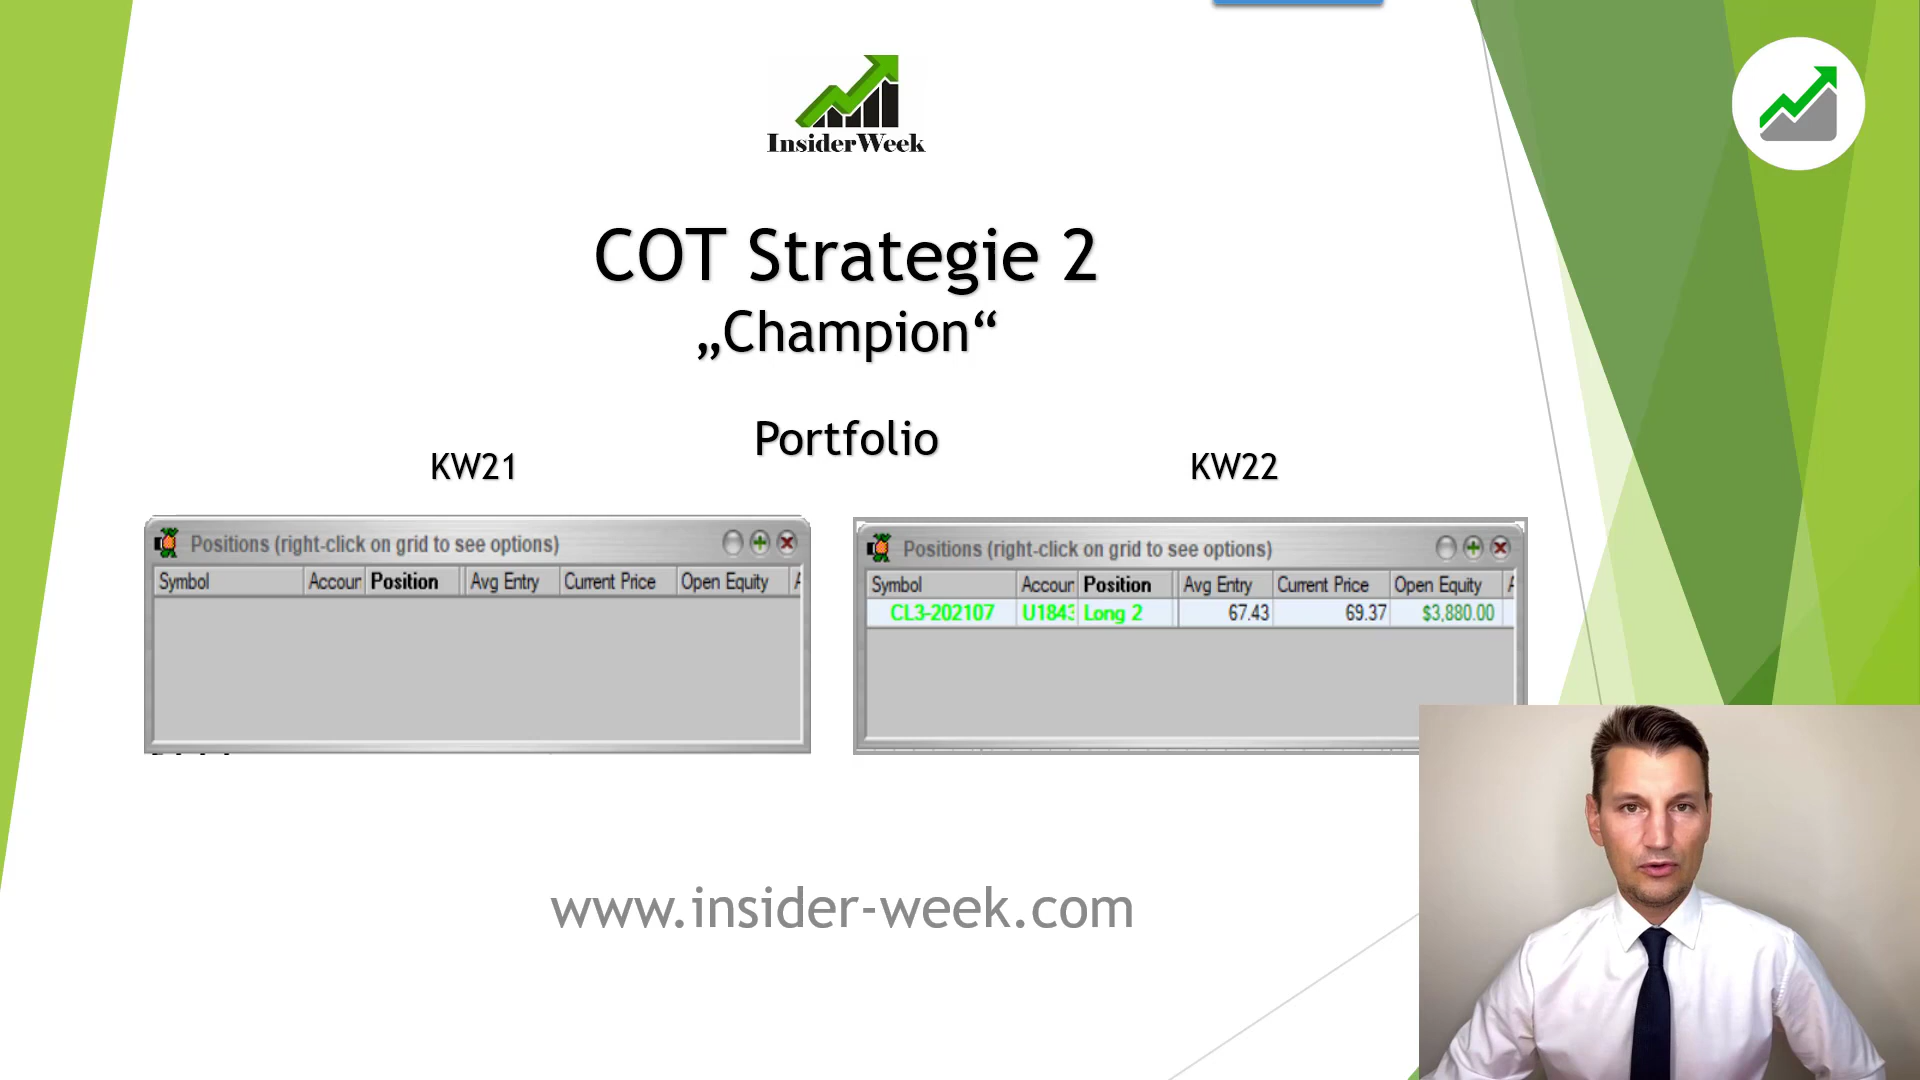 InsiderWeek
COT Strategie 2
„Champion“
Portfolio
KW21
KW22
Positions (right-click on grid to see options)
Symbol Accour Position Avg Entry Current Price Open Equity
Positions (right-click on grid to see options)
Symbol Accour Position Avg Entry Current Price Open Equity
CL3-202107 U1843 Long 2 67.43 69.37 $3,880.00
www.insider-week.com